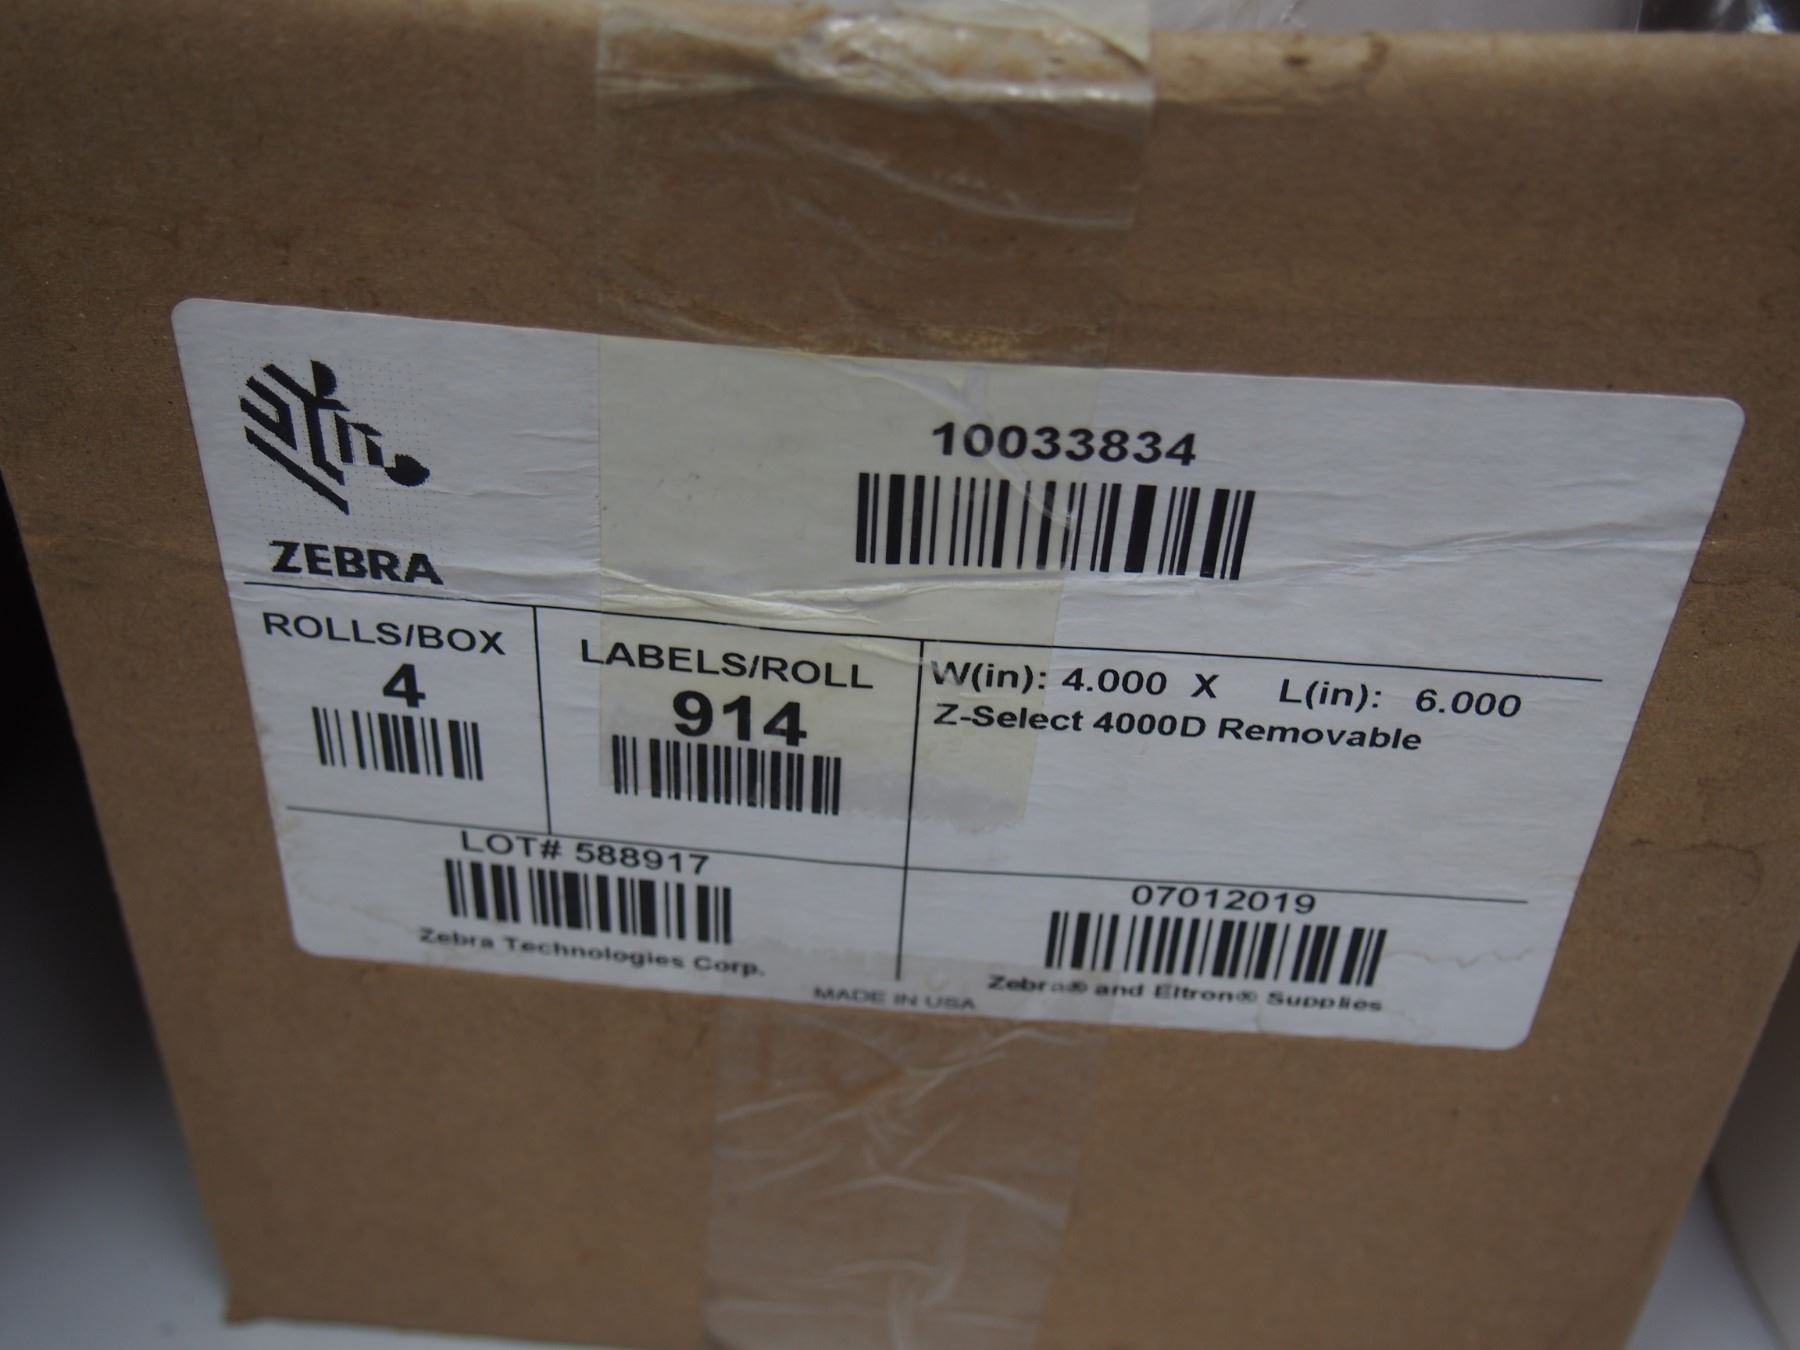 10033834
ZEBRA
ROLLS/BOX
4
LABELS/ROLL
914
W(in): 4.000 X L(in): 6.000
Z-Select 4000D Removable
LOT# 588917
Zebra Technologies Corp.
07012019
Zebra® and Eltron® Supplies
MADE IN USA